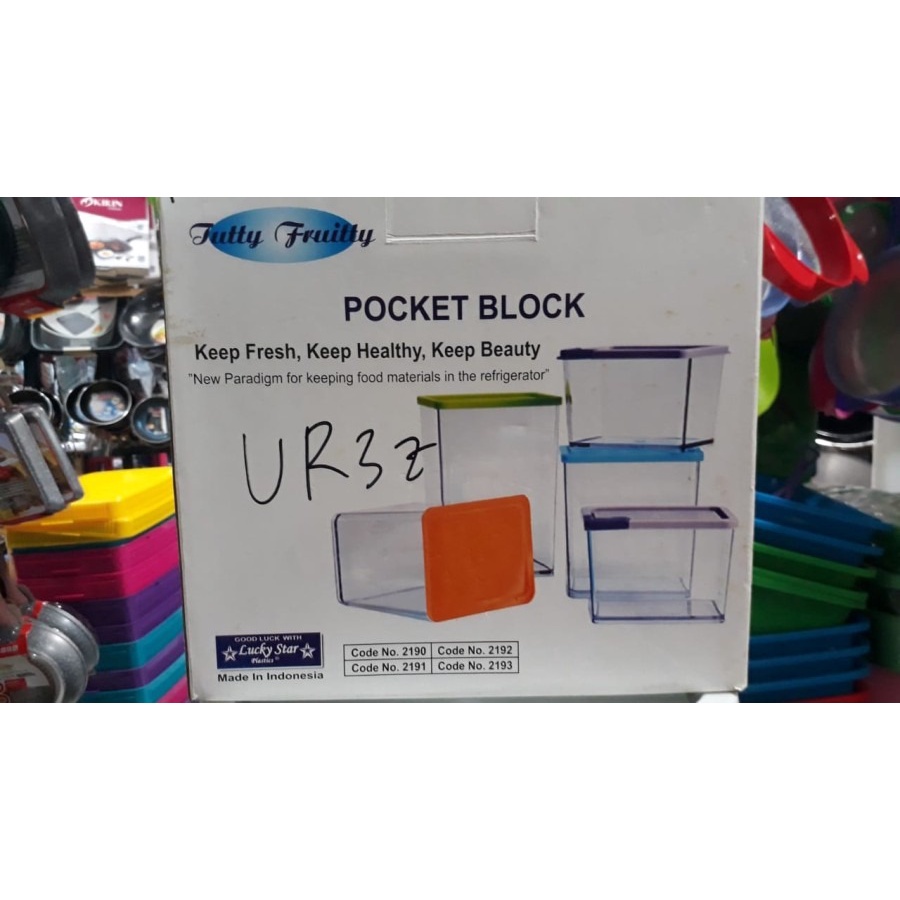 KIRIN
Tutty Fruitty
POCKET BLOCK
Keep Fresh, Keep Healthy, Keep Beauty
"New Paradigm for keeping food materials in the refrigerator"
UR3z
GOOD LUCK WITH
Lucky Star
Plastics
Made In Indonesia
Code No. 2190 Code No. 2192
Code No. 2191 Code No. 2193